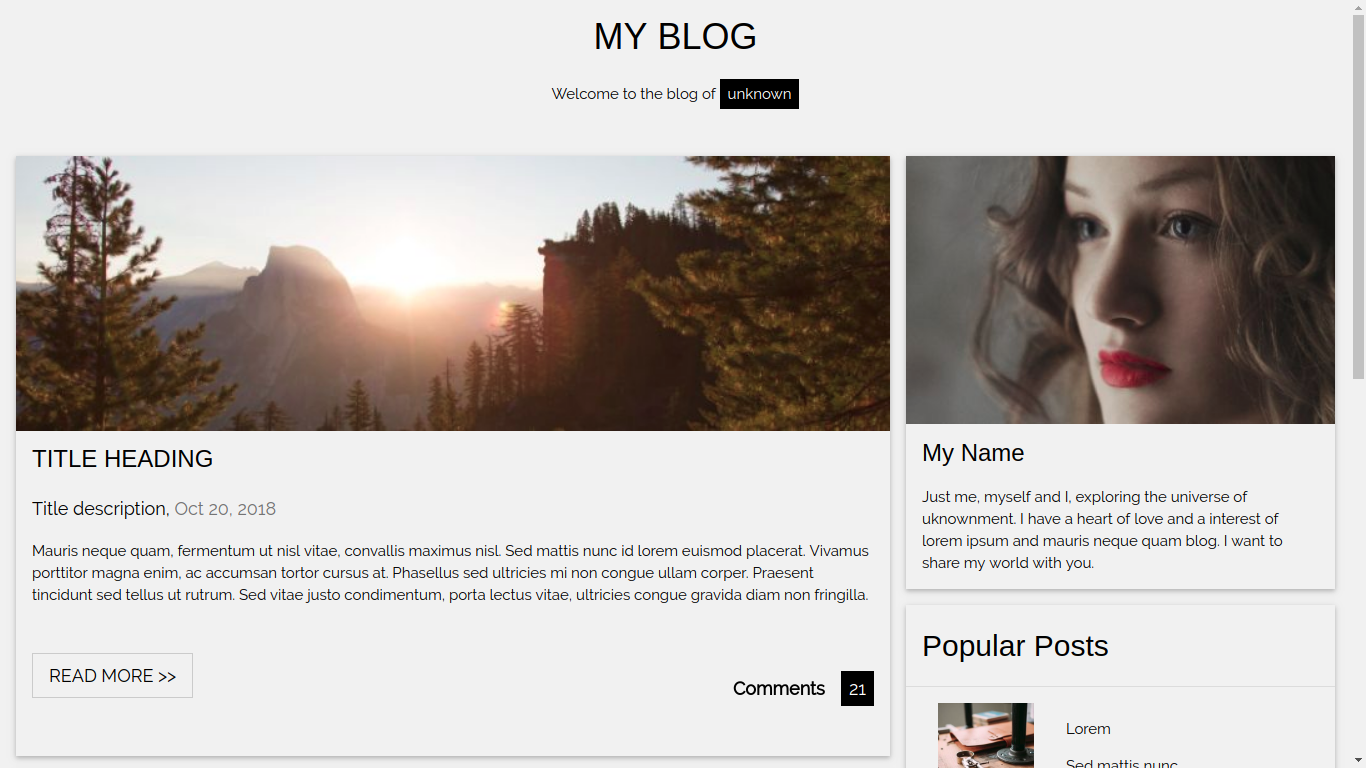 MY BLOG
Welcome to the blog of unknown
TITLE HEADING
Title description, Oct 20, 2018
Mauris neque quam, fermentum ut nisl vitae, convallis maximus nisl. Sed mattis nunc id lorem euismod placerat. Vivamus
porttitor magna enim, ac accumsan tortor cursus at. Phasellus sed ultricies mi non congue ullam corper. Praesent
tincidunt sed tellus ut rutrum. Sed vitae justo condimentum, porta lectus vitae, ultricies congue gravida diam non fringilla.
READ MORE >>
Comments 21
My Name
Just me, myself and I, exploring the universe of
uknownment. I have a heart of love and a interest of
lorem ipsum and mauris neque quam blog. I want to
share my world with you.
Popular Posts
Lorem
Sed mattis nunc